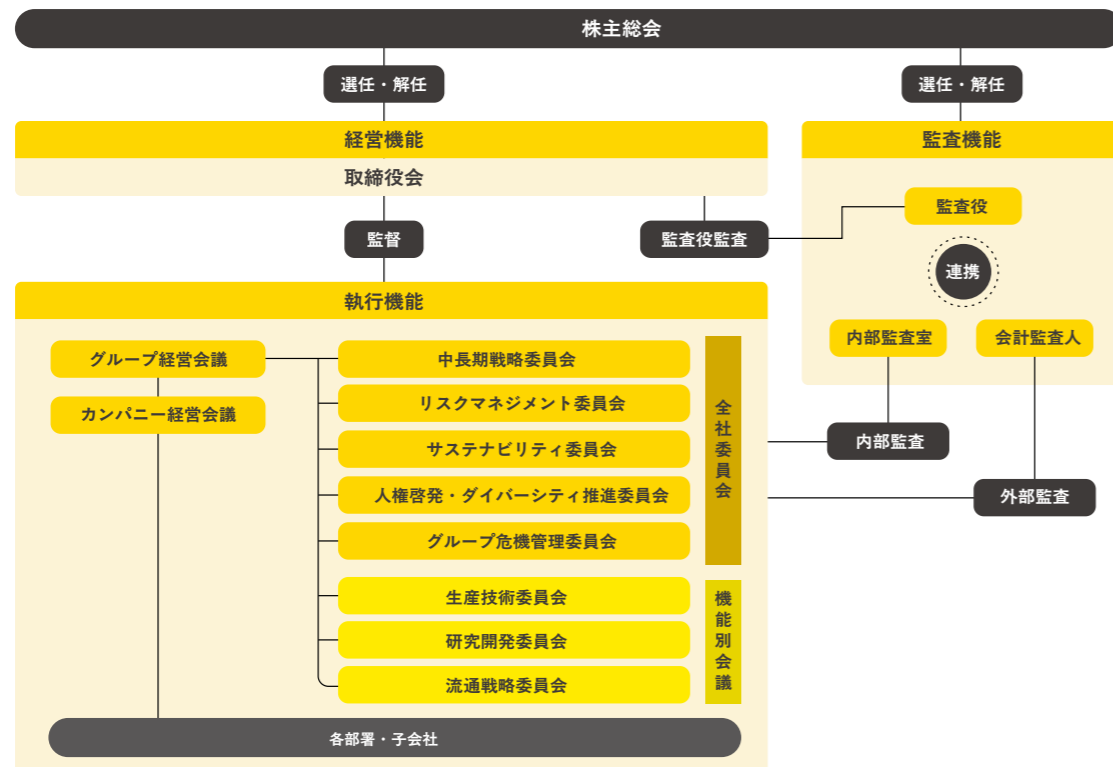 株主総会
選任・解任
選任・解任
経営機能
取締役会
監督
監査役監査
監査機能
監査役
連携
内部監査室
会計監査人
内部監査
外部監査
執行機能
グループ経営会議
カンパニー経営会議
中長期戦略委員会
リスクマネジメント委員会
サステナビリティ委員会
人権啓発・ダイバーシティ推進委員会
グループ危機管理委員会
全社委員会
生産技術委員会
研究開発委員会
流通戦略委員会
機能別会議
各部署・子会社